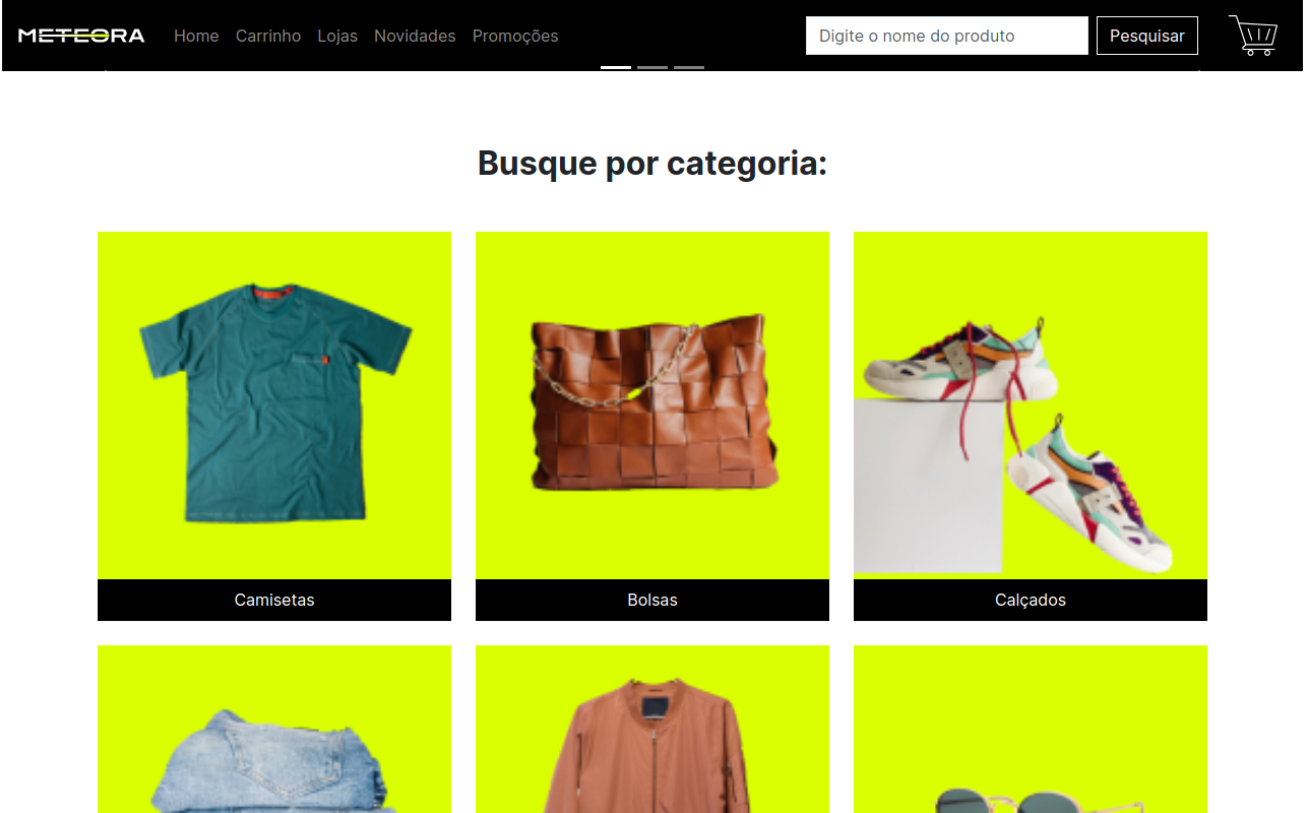 METEORA
Home Carrinho Lojas Novidades Promoções
Digite o nome do produto
Pesquisar
Busque por categoria:
Camisetas
Bolsas
Calçados